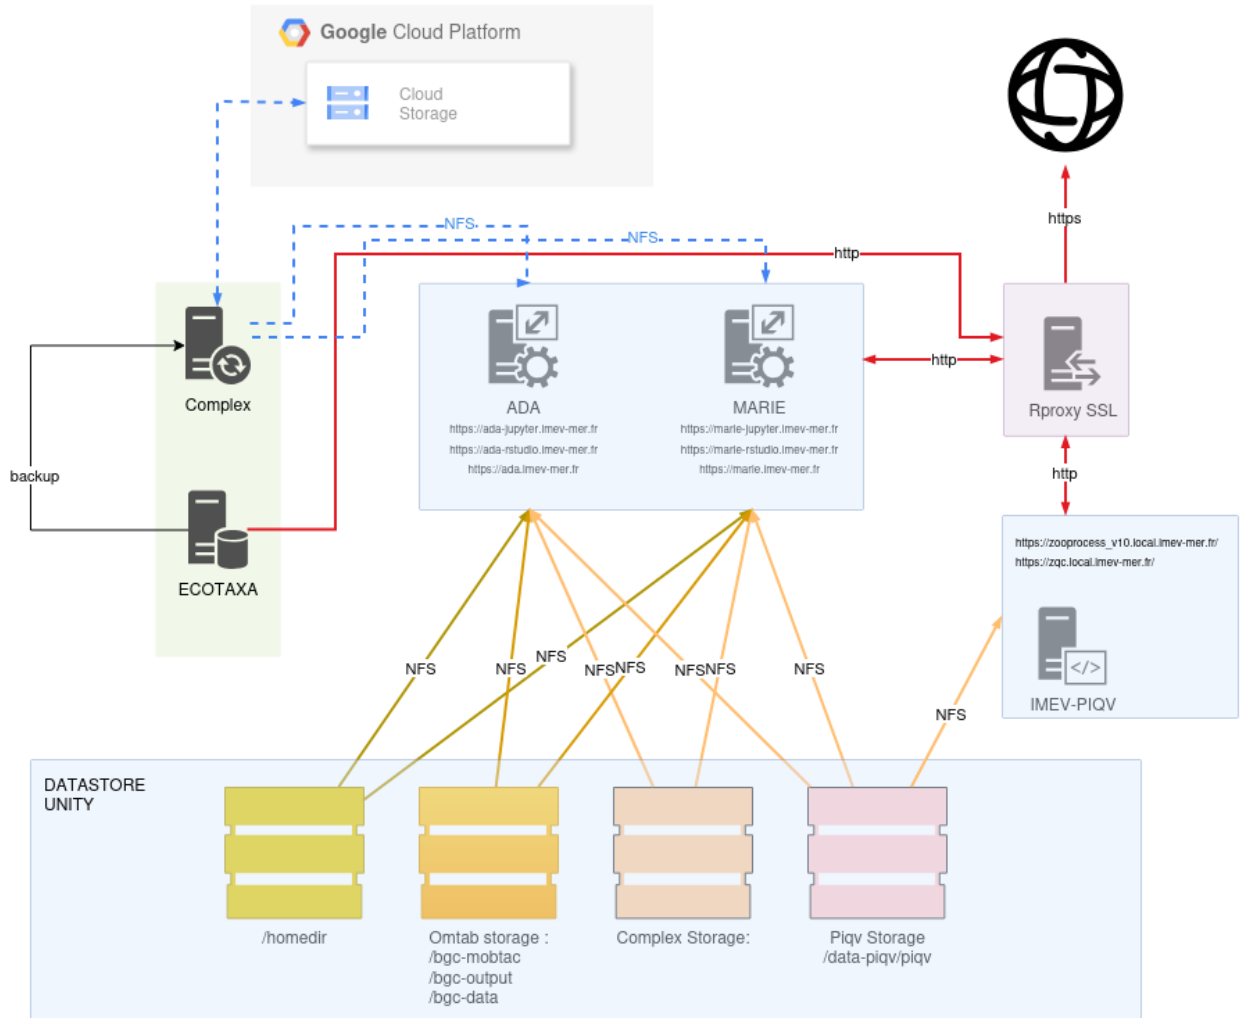 Google Cloud Platform
Cloud
Storage
https
NFS
NFS
http
http
Complex
ADA
MARIE
Rproxy SSL
https://ada-jupyter.imev-mer.fr
https://marie-jupyter.imev-mer.fr
https://ada-rstudio.imev-mer.fr
https://marie-rstudio.imev-mer.fr
https://ada.imev-mer.fr
https://marie.imev-mer.fr
backup
http
https://zooprocess_v10.local.imev-mer.fr/
https://zqc.local.imev-mer.fr/
ECOTAXA
NFS
NFS
NFS
NFS
NFS
NFS
NFS
NFS
IMEV-PIQV
NFS
DATASTORE
UNITY
/homedir
Omtab storage :
/bgc-mobtac
/bgc-output
/bgc-data
Complex Storage:
Piqv Storage
/data-piqv/piqv